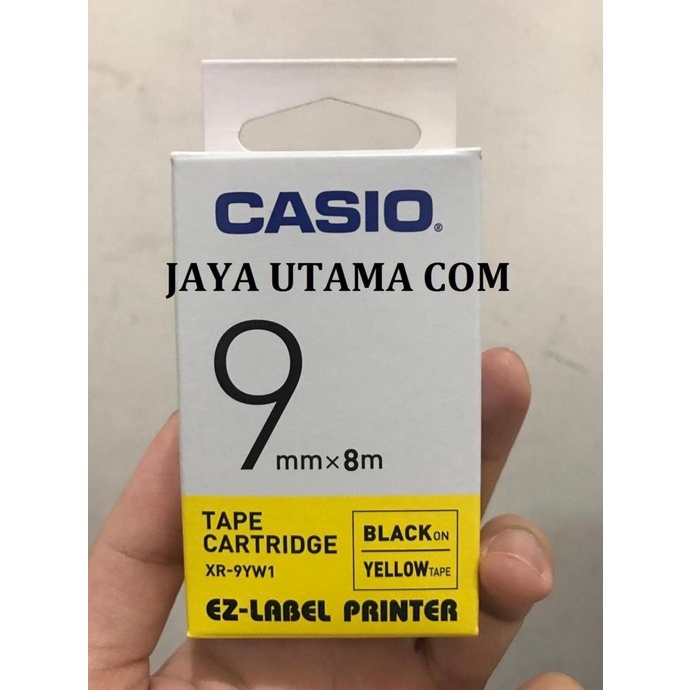 CASIO®
JAYA UTAMA COM
9 mm×8m
TAPE
CARTRIDGE
XR-9YW1
BLACK ON
YELLOW TAPE
EZ-LABEL PRINTER